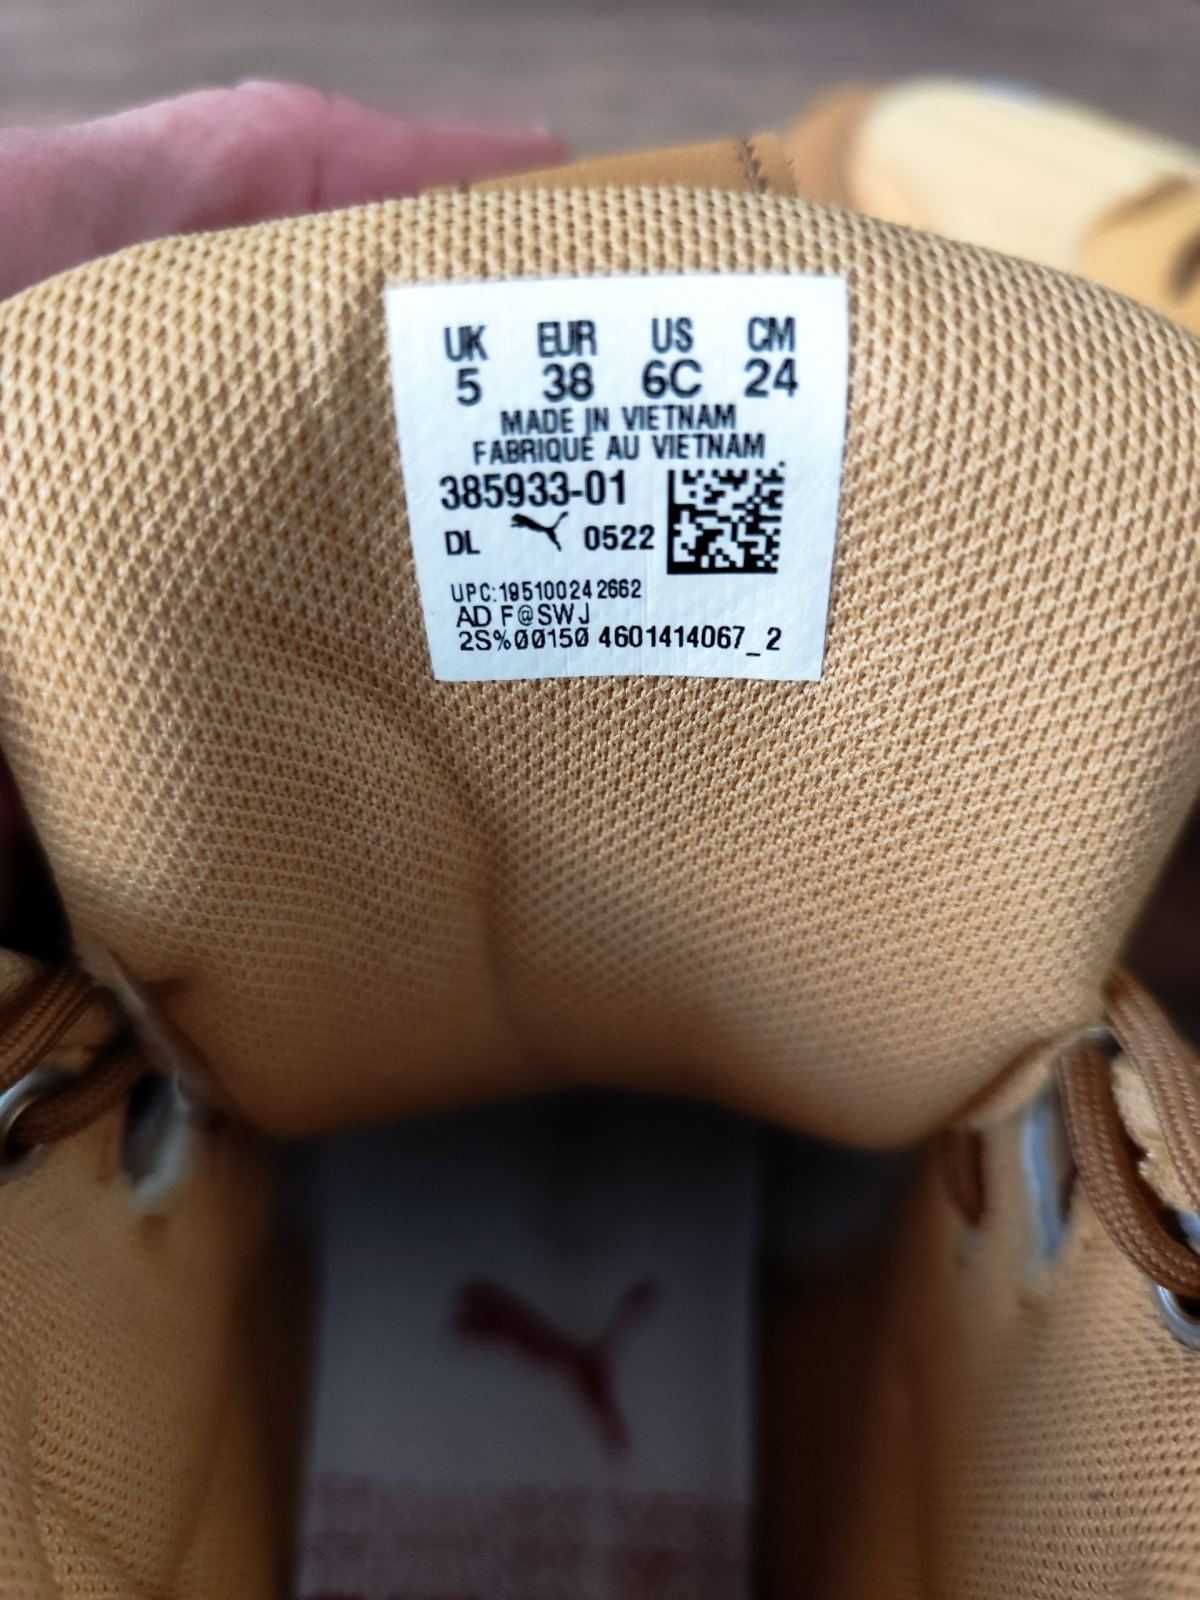 UK EUR US CM
5 38 6C 24
MADE IN VIETNAM
FABRIQUE AU VIETNAM
385933-01
DL 0522
UPC:195100242662
AD F@SWJ
2S%00150 4601414067_2